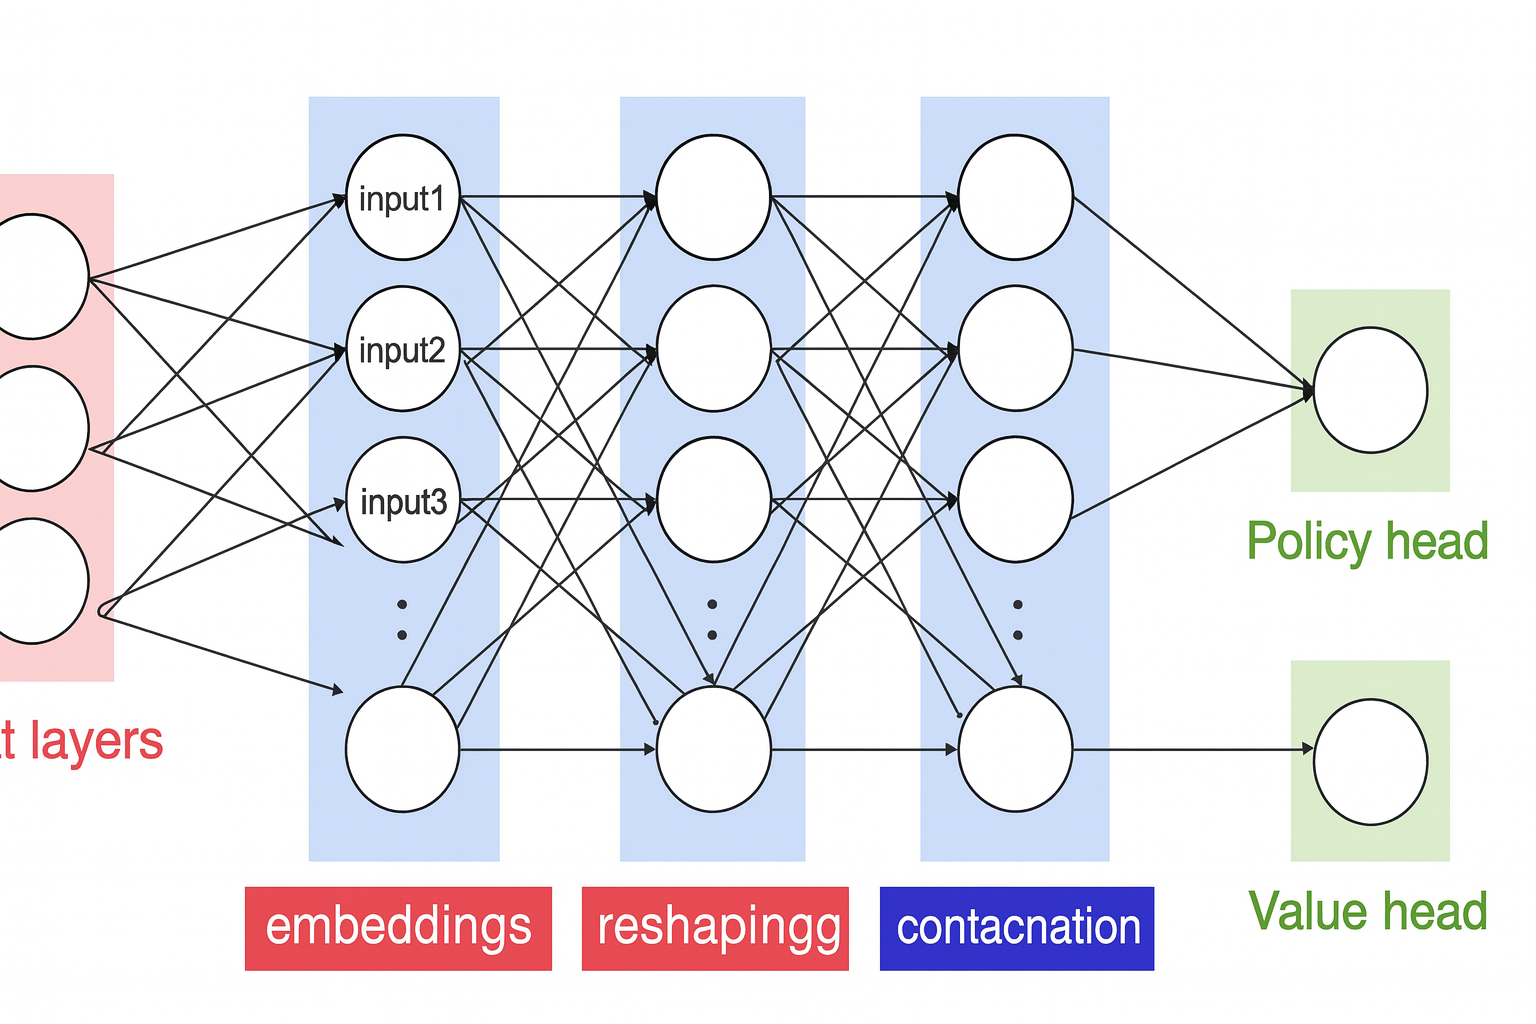 input1
input2
input3
Policy head
t layers
Value head
embeddings
reshapingg
contacnation